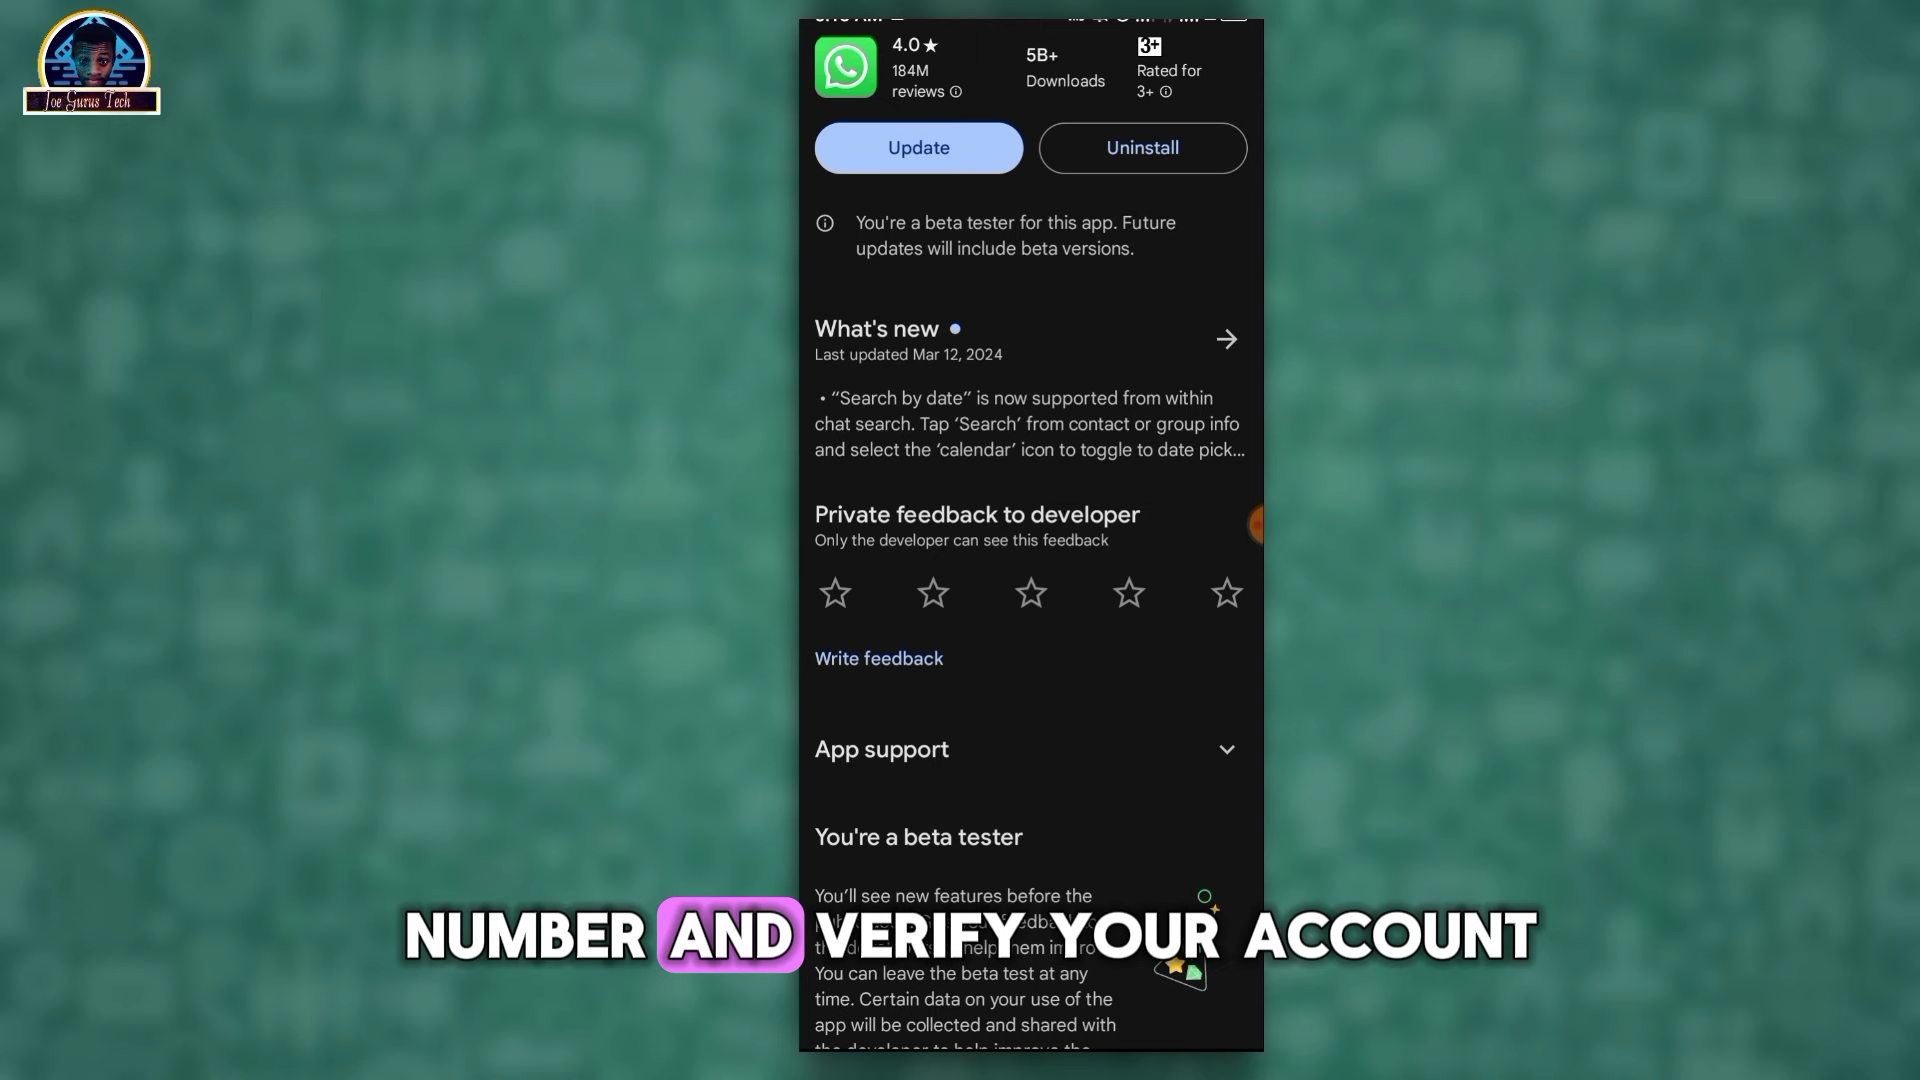 Joe Gurus Tech
4.0★
184M
reviews
5B+
Downloads
3+
Rated for
3+
Update
Uninstall
You're a beta tester for this app. Future
updates will include beta versions.
What's new
Last updated Mar 12, 2024
• “Search by date” is now supported from within
chat search. Tap ‘Search’ from contact or group info
and select the ‘calendar’ icon to toggle to date pick...
Private feedback to developer
Only the developer can see this feedback
Write feedback
App support
You're a beta tester
You’ll see new features before the
NUMBER AND VERIFY YOUR ACCOUNT
You can leave the beta test at any
time. Certain data on your use of the
app will be collected and shared with